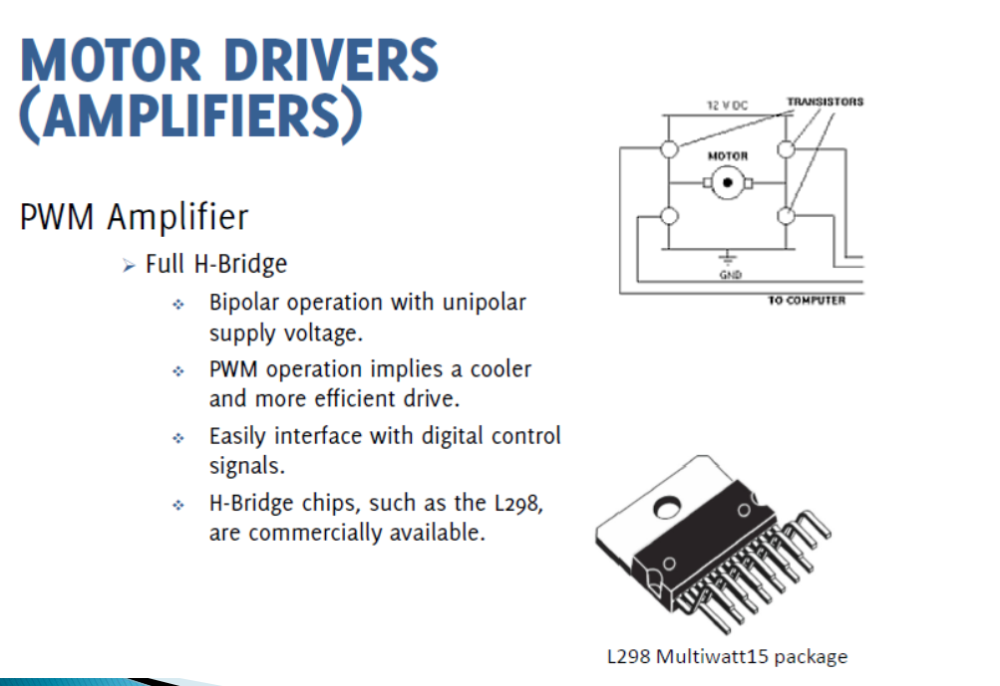 MOTOR DRIVERS
(AMPLIFIERS)
PWM Amplifier
Full H-Bridge
Bipolar operation with unipolar
supply voltage.
PWM operation implies a cooler
and more efficient drive.
Easily interface with digital control
signals.
H-Bridge chips, such as the L298,
are commercially available.
12 V DC
TRANSISTORS
MOTOR
GND
TO COMPUTER
L298 Multiwatt15 package